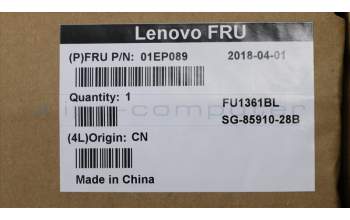 Lenovo FRU
(P)FRU P/N: 01EP089 2018-04-01
Quantity: 1 FU1361BL
SG-85910-28B
(4L)Origin: CN
Made in China